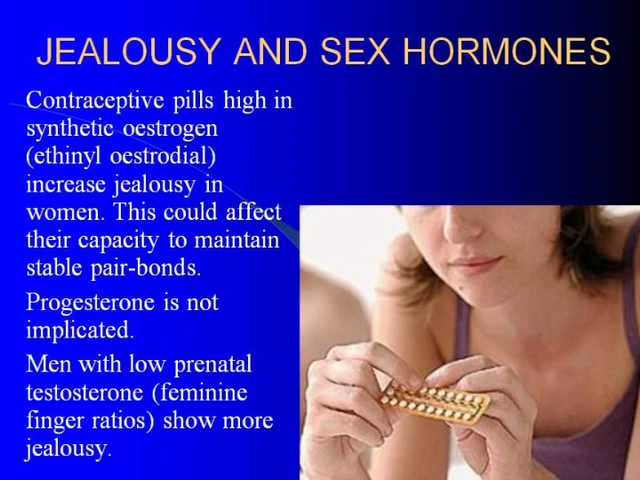 JEALOUSY AND SEX HORMONES
Contraceptive pills high in
synthetic oestrogen
(ethinyl oestrodial)
increase jealousy in
women. This could affect
their capacity to maintain
stable pair-bonds.
Progesterone is not
implicated.
Men with low prenatal
testosterone (feminine
finger ratios) show more
jealousy.